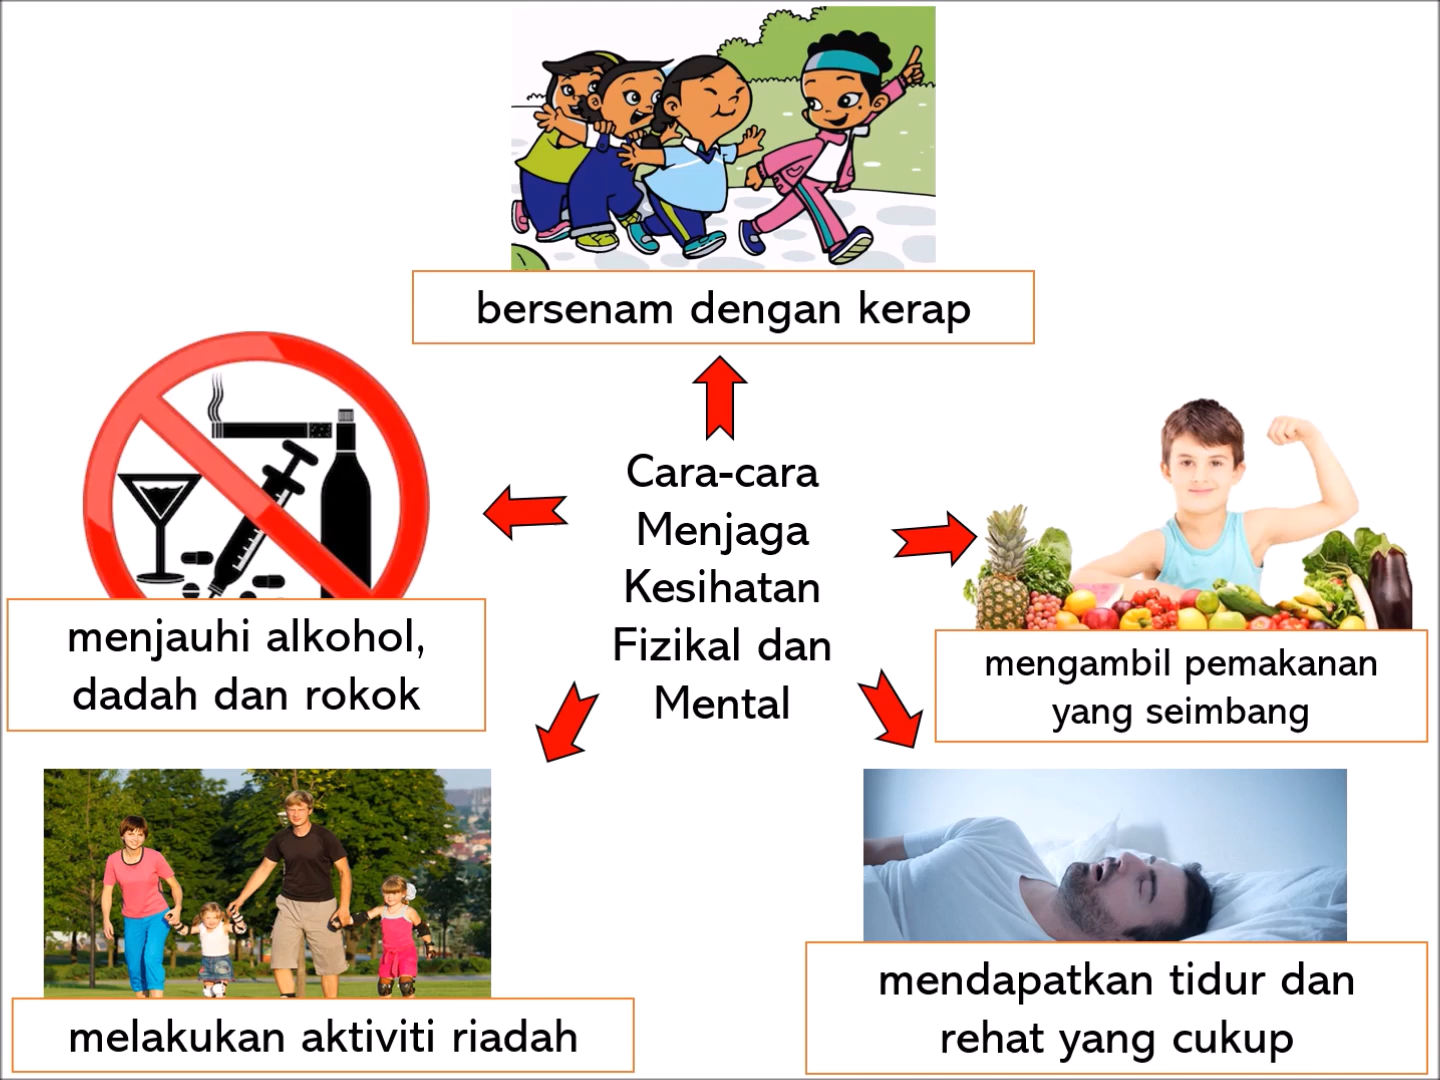 bersenam dengan kerap
Cara-cara
Menjaga
Kesihatan
Fizikal dan
Mental
menjauhi alkohol,
dadah dan rokok
mengambil pemakanan
yang seimbang
melakukan aktiviti riadah
mendapatkan tidur dan
rehat yang cukup